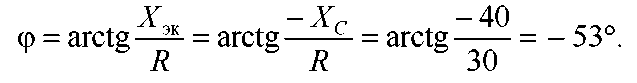 φ = arctg X_эк/R = arctg −X_C/R = arctg −40/30 = − 53°.